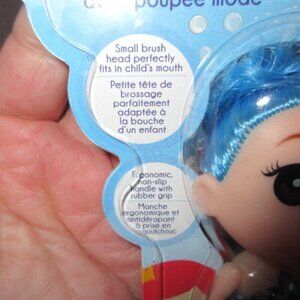 poupée mode
Small brush
head perfectly
fits in child's mouth
Petite tête de
brossage
parfaitement
adaptée à
la bouche
d'un enfant
Ergonomic,
non-slip
handle with
rubber grip
Manche
ergonomique et
antidérapant
à prise en
caoutchouc